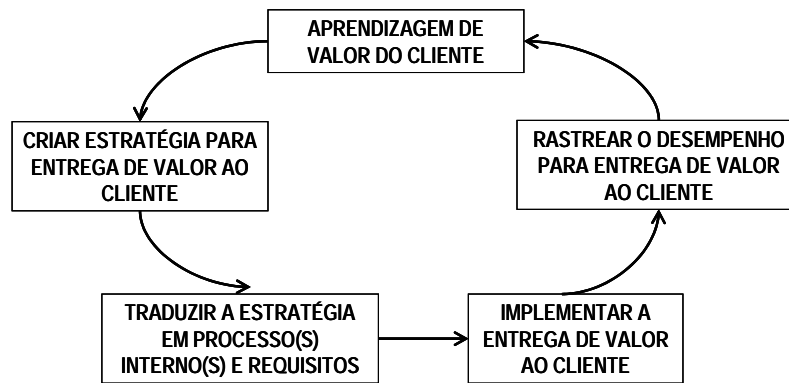 APRENDIZAGEM DE
VALOR DO CLIENTE
CRIAR ESTRATÉGIA PARA
ENTREGA DE VALOR AO
CLIENTE
TRADUZIR A ESTRATÉGIA
EM PROCESSO(S)
INTERNO(S) E REQUISITOS
IMPLEMENTAR A
ENTREGA DE VALOR
AO CLIENTE
RASTREAR O DESEMPENHO
PARA ENTREGA DE VALOR
AO CLIENTE